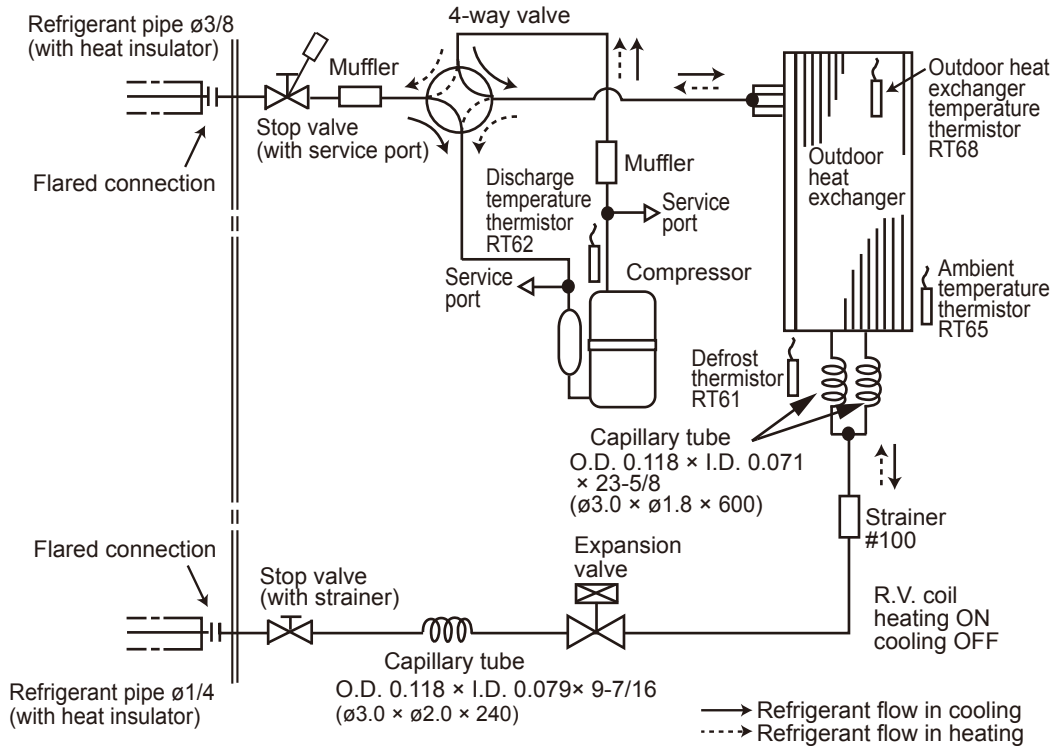 Refrigerant pipe ø3/8
(with heat insulator)
4-way valve
Muffler
Stop valve
(with service port)
Flared connection
Outdoor heat
exchanger
temperature
thermistor
RT68
Outdoor
heat
exchanger
Muffler
Discharge
temperature
thermistor
RT62
Service
port
Service
port
Compressor
Ambient
temperature
thermistor
RT65
Defrost
thermistor
RT61
Capillary tube
O.D. 0.118 × I.D. 0.071
× 23-5/8
(ø3.0 × ø1.8 × 600)
Strainer
#100
Flared connection
Stop valve
(with strainer)
Expansion
valve
R.V. coil
heating ON
cooling OFF
Capillary tube
O.D. 0.118 × I.D. 0.079× 9-7/16
(ø3.0 × ø2.0 × 240)
Refrigerant pipe ø1/4
(with heat insulator)
Refrigerant flow in cooling
Refrigerant flow in heating